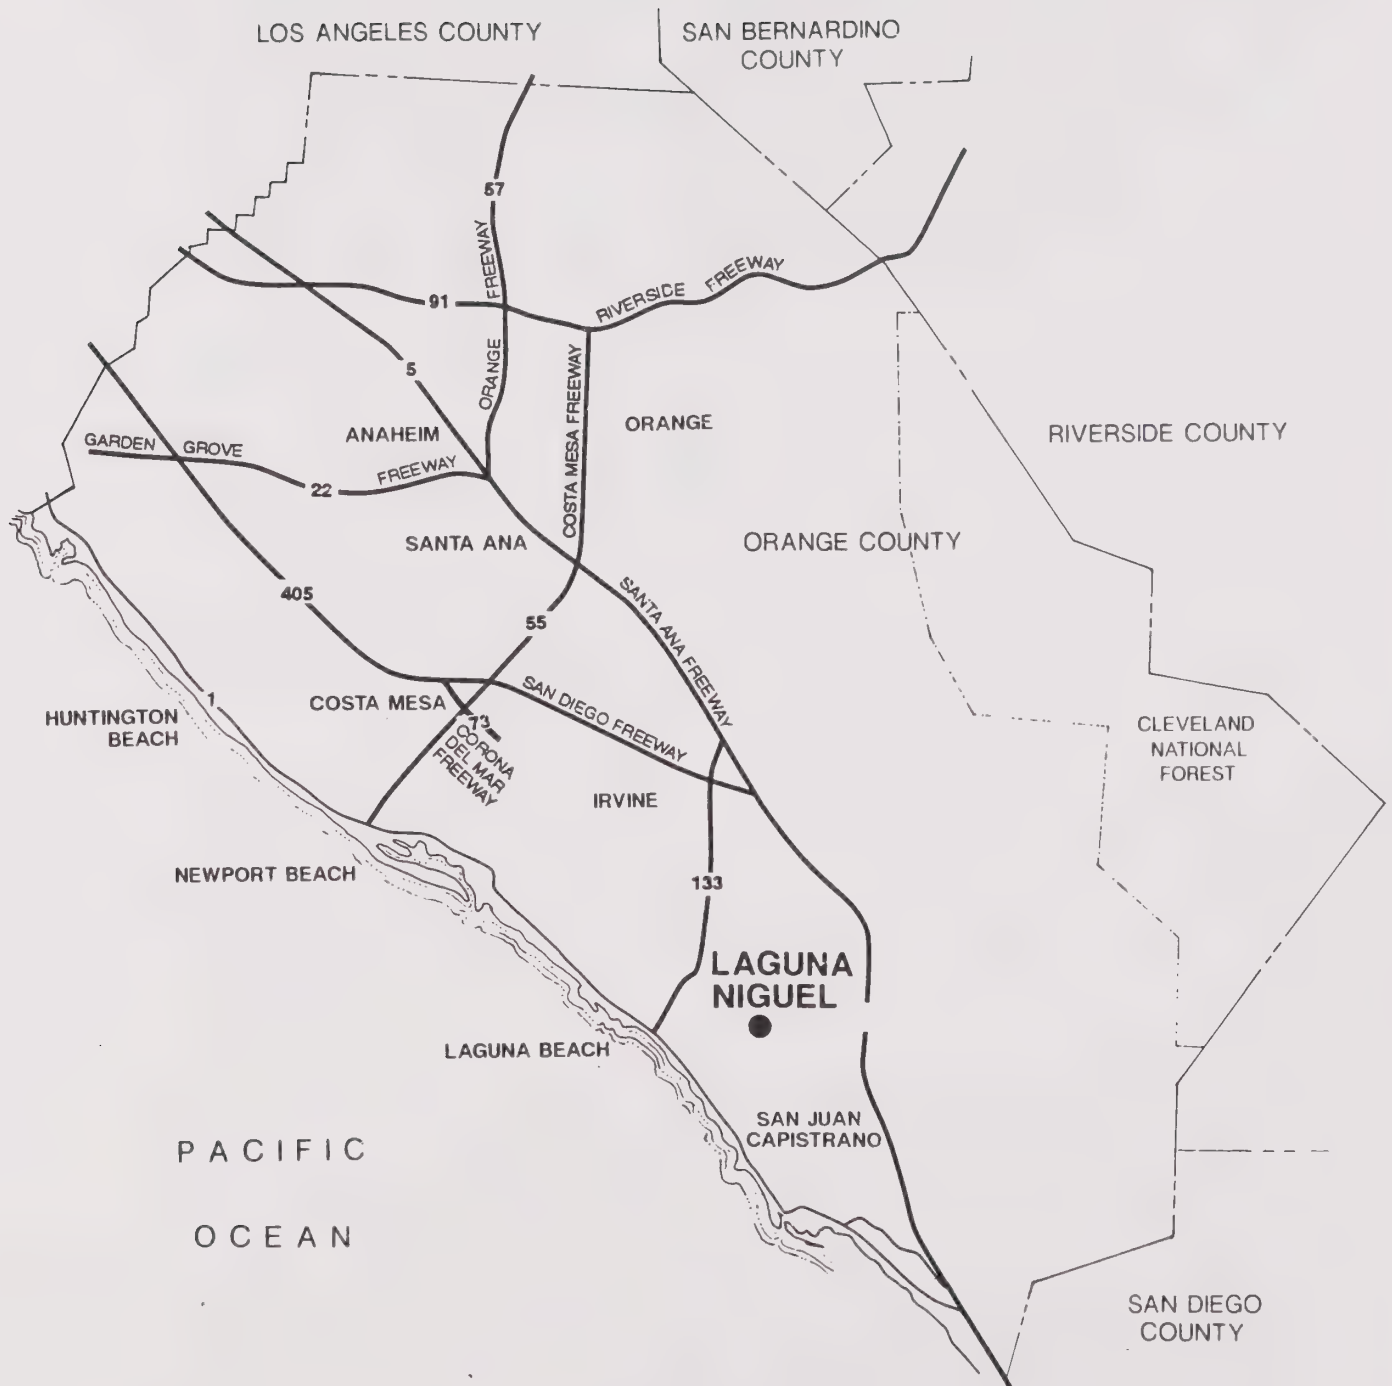 LOS ANGELES COUNTY
SAN BERNARDINO
COUNTY
57
ORANGE FREEWAY
91
RIVERSIDE FREEWAY
5
COSTA MESA FREEWAY
ANAHEIM
ORANGE
RIVERSIDE COUNTY
GARDEN GROVE FREEWAY
22
SANTA ANA
ORANGE COUNTY
405
55
SANTA ANA FREEWAY
1
COSTA MESA
SAN DIEGO FREEWAY
HUNTINGTON
BEACH
73
CORONA
DEL MAR
FREEWAY
CLEVELAND
NATIONAL
FOREST
IRVINE
NEWPORT BEACH
133
LAGUNA
NIGUEL
LAGUNA BEACH
SAN JUAN
CAPISTRANO
PACIFIC
OCEAN
SAN DIEGO
COUNTY